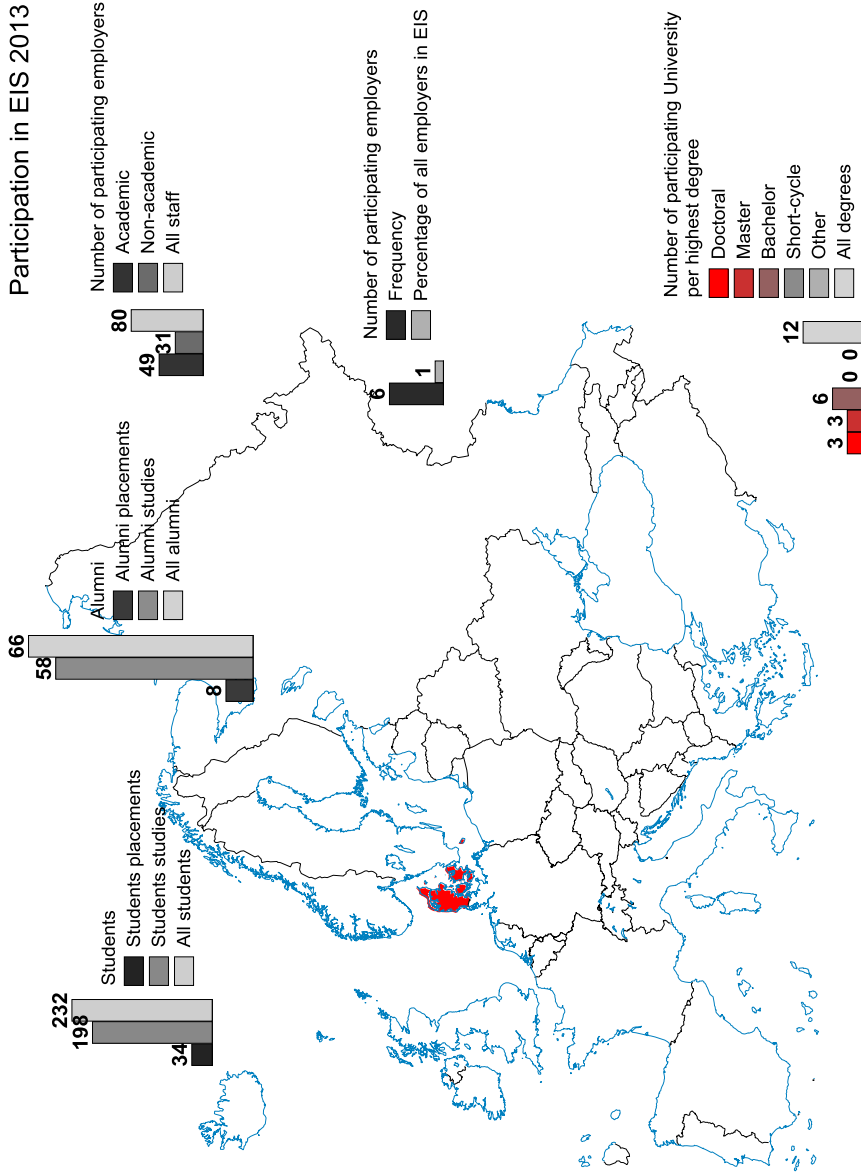 Participation in EIS 2013
Students
Students placements
Students studies
All students
34
198
232
Alumni
Alumni placements
Alumni studies
All alumni
8
58
66
Number of participating employers
Academic
Non-academic
All staff
49
31
80
Number of participating employers
Frequency
Percentage of all employers in EIS
6
1
Number of participating University
per highest degree
Doctoral
Master
Bachelor
Short-cycle
Other
All degrees
3
3
6
0
0
12